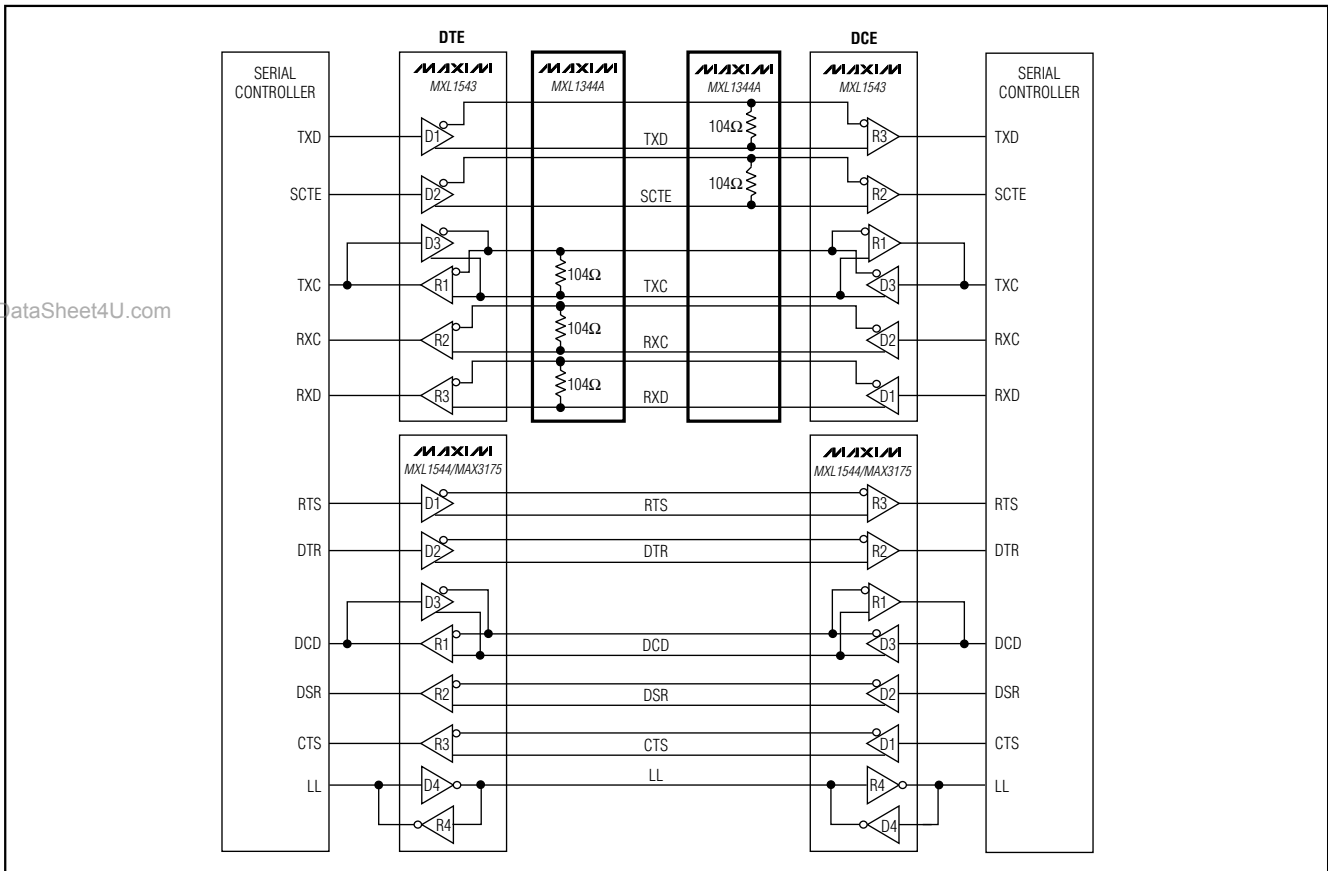 DTE
DCE
SERIAL
CONTROLLER
MAXIM
MXL1543
MAXIM
MXL1344A
MAXIM
MXL1344A
MAXIM
MXL1543
SERIAL
CONTROLLER
TXD
D1
TXD
104Ω
R3
TXD
SCTE
D2
SCTE
104Ω
R2
SCTE
D3
R1
TXC
R1
104Ω
TXC
D3
TXC
DataSheet4U.com
RXC
R2
104Ω
RXC
D2
RXC
RXD
R3
104Ω
RXD
D1
RXD
MAXIM
MXL1544/MAX3175
MAXIM
MXL1544/MAX3175
RTS
D1
RTS
R3
RTS
DTR
D2
DTR
R2
DTR
D3
R1
DCD
R1
DCD
D3
DCD
DSR
R2
DSR
D2
DSR
CTS
R3
CTS
D1
CTS
LL
D4
LL
R4
LL
R4
D4